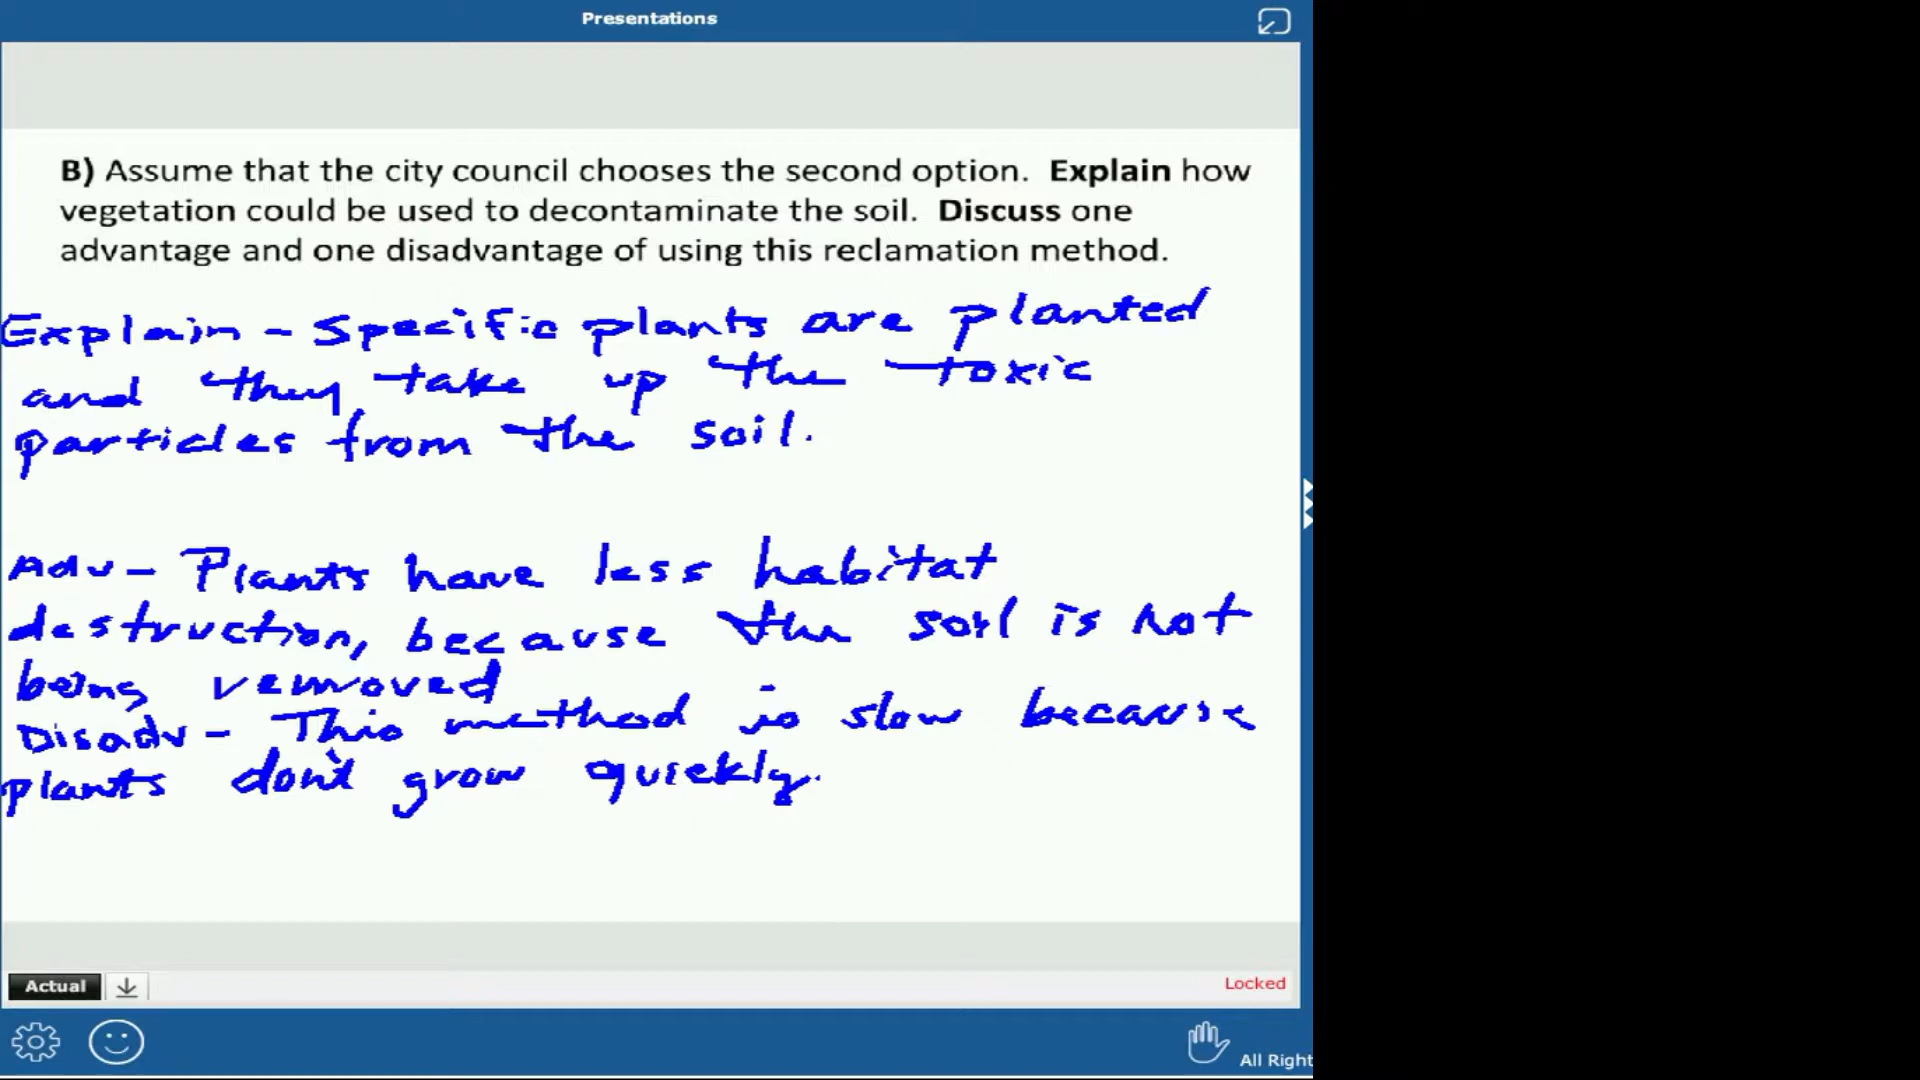 Presentations
B) Assume that the city council chooses the second option. Explain how
vegetation could be used to decontaminate the soil. Discuss one
advantage and one disadvantage of using this reclamation method.
Explain - Specific plants are planted
and they take up the toxic
particles from the soil.
Adv - Plants have less habitat
destruction, because the soil is not
being removed
Disadv - This method is slow because
plants don't grow quickly.
Actual
Locked
All Right